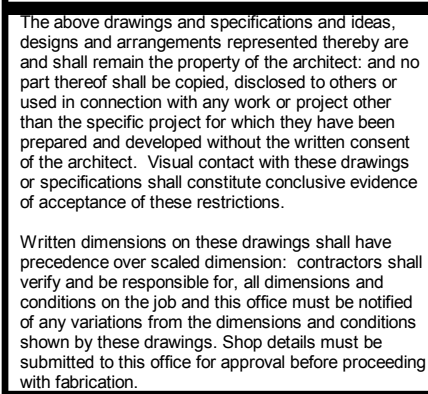 The above drawings and specifications and ideas,
designs and arrangements represented thereby are
and shall remain the property of the architect: and no
part thereof shall be copied, disclosed to others or
used in connection with any work or project other
than the specific project for which they have been
prepared and developed without the written consent
of the architect.  Visual contact with these drawings
or specifications shall constitute conclusive evidence
of acceptance of these restrictions.

Written dimensions on these drawings shall have
precedence over scaled dimension:  contractors shall
verify and be responsible for, all dimensions and
conditions on the job and this office must be notified
of any variations from the dimensions and conditions
shown by these drawings. Shop details must be
submitted to this office for approval before proceeding
with fabrication.